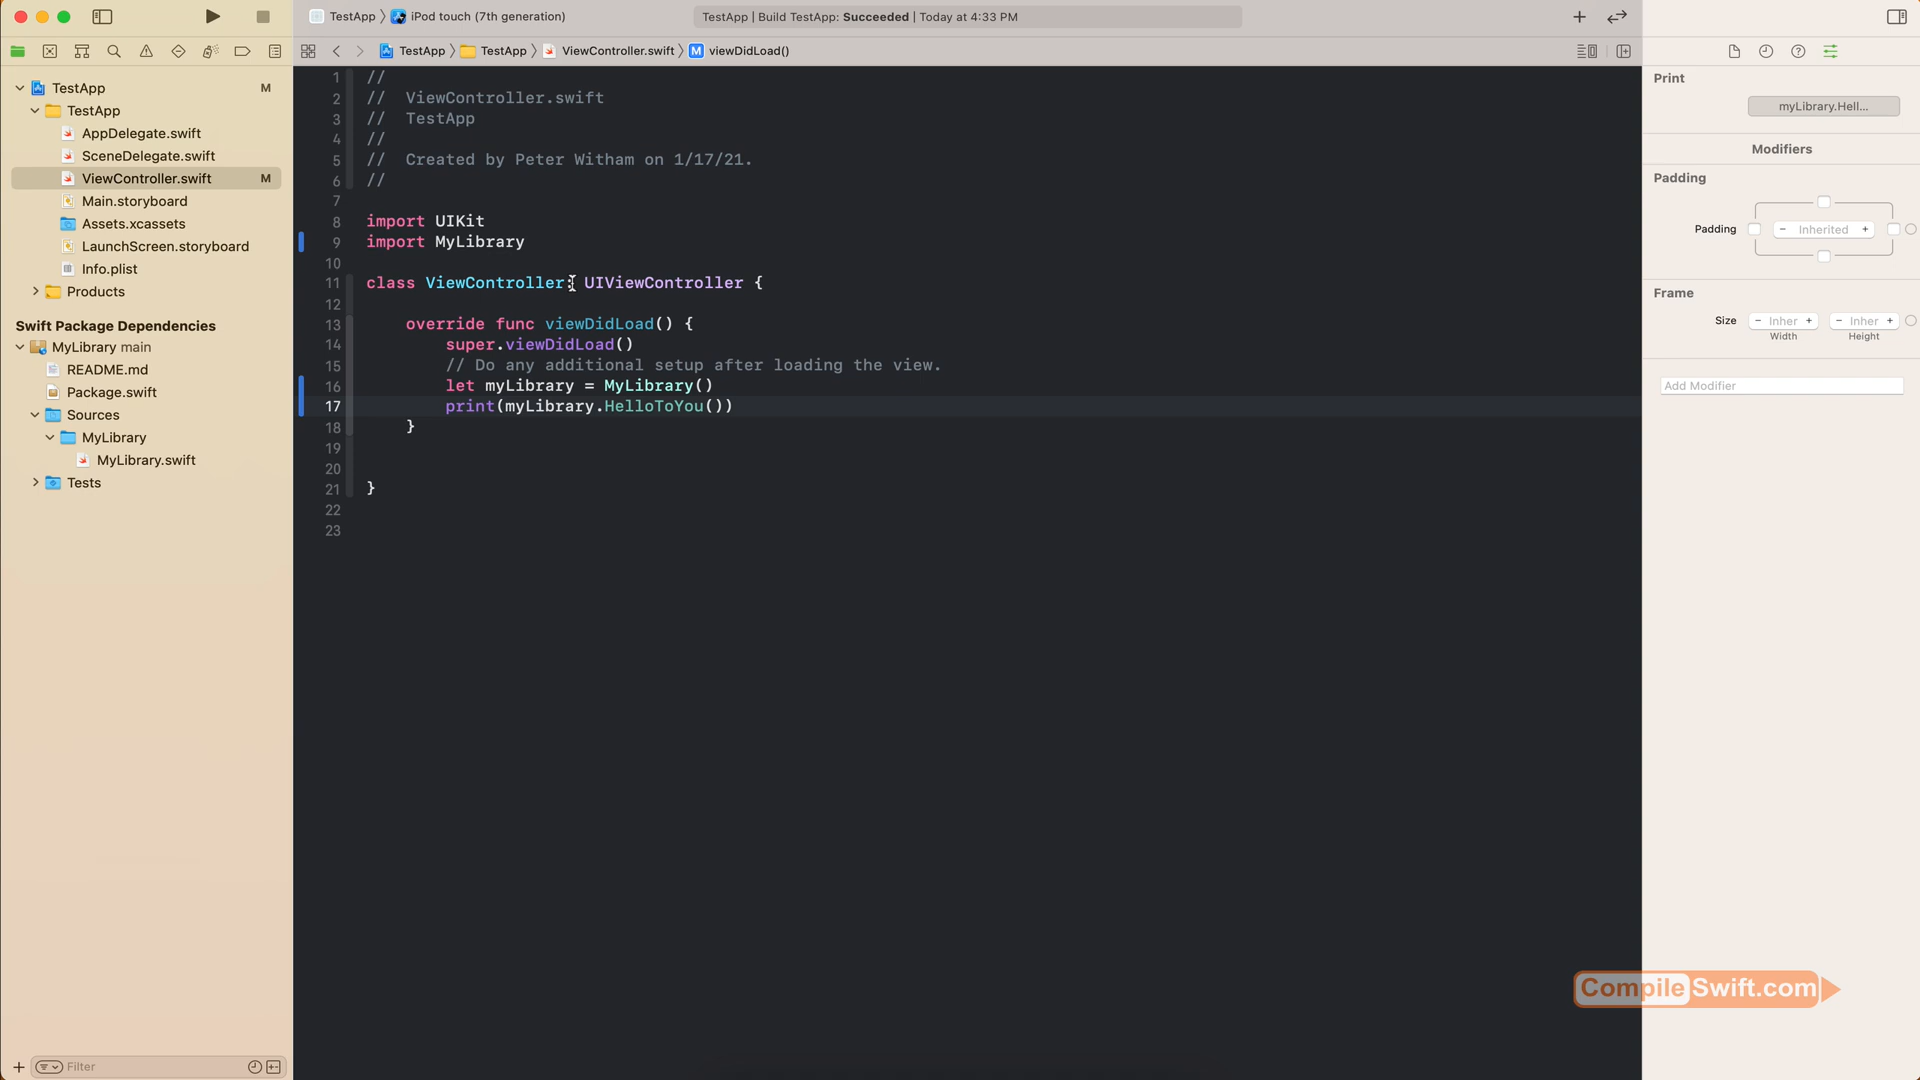 TestApp 〉 iPod touch (7th generation)
TestApp | Build TestApp: Succeeded | Today at 4:33 PM
TestApp 〉 TestApp 〉 ViewController.swift 〉 M viewDidLoad()
TestApp M
TestApp
AppDelegate.swift
SceneDelegate.swift
ViewController.swift M
Main.storyboard
Assets.xcassets
LaunchScreen.storyboard
Info.plist
Products
Swift Package Dependencies
MyLibrary main
README.md
Package.swift
Sources
MyLibrary
MyLibrary.swift
Tests
Filter
1 //
2 //  ViewController.swift
3 //  TestApp
4 //
5 //  Created by Peter Witham on 1/17/21.
6 //
7
8 import UIKit
9 import MyLibrary
10
11 class ViewController: UIViewController {
12
13     override func viewDidLoad() {
14         super.viewDidLoad()
15         // Do any additional setup after loading the view.
16         let myLibrary = MyLibrary()
17         print(myLibrary.HelloToYou())
18     }
19
20
21 }
22
23
Print
myLibrary.Hell...
Modifiers
Padding
Padding − Inherited +
Frame
Size − Inher + − Inher +
Width Height
Add Modifier
CompileSwift.com